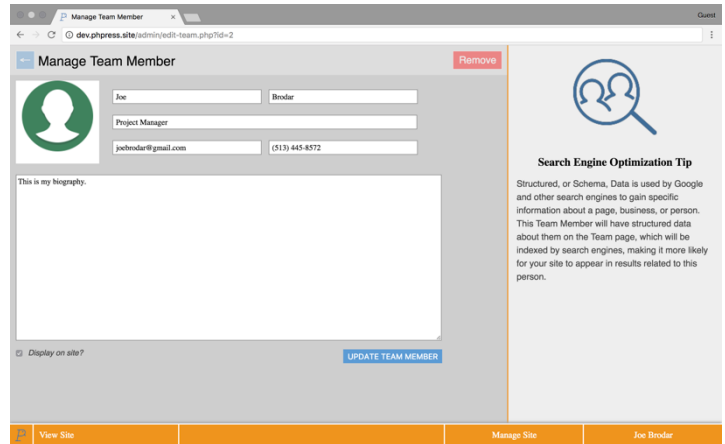 Manage Team Member
Guest
dev.phpress.site/admin/edit-team.php?id=2
Manage Team Member
Remove
Joe
Brodar
Project Manager
joebrodar@gmail.com
(513) 445-8572
This is my biography.
Display on site?
UPDATE TEAM MEMBER
Search Engine Optimization Tip
Structured, or Schema, Data is used by Google
and other search engines to gain specific
information about a page, business, or person.
This Team Member will have structured data
about them on the Team page, which will be
indexed by search engines, making it more likely
for your site to appear in results related to this
person.
P View Site
Manage Site
Joe Brodar